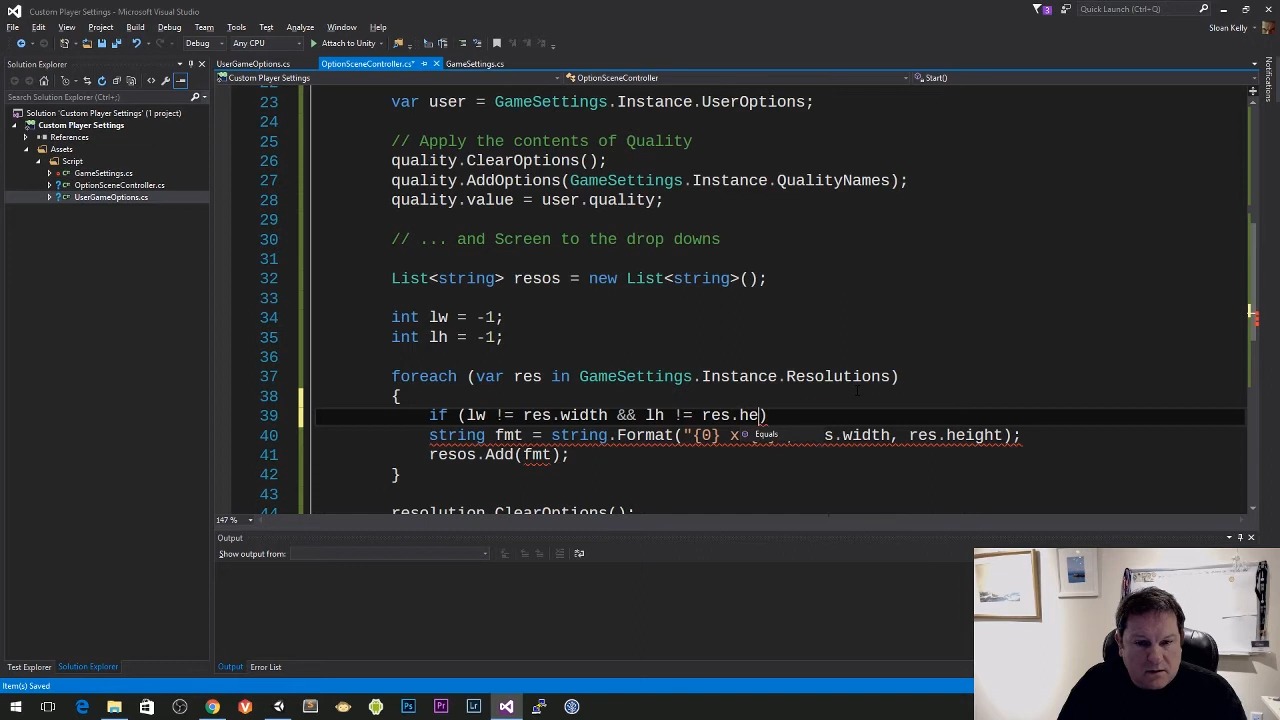 Custom Player Settings - Microsoft Visual Studio
3
Quick Launch (Ctrl+Q)
File Edit View Project Build Debug Team Tools Test Analyze Window Help
Sloan Kelly
Debug Any CPU Attach to Unity
Solution Explorer
UserGameOptions.cs OptionSceneController.cs* GameSettings.cs
Custom Player Settings OptionSceneController Start()
Notifications
Search Solution Explorer (Ctrl+;)
Solution 'Custom Player Settings' (1 project)
Custom Player Settings
References
Assets
Script
GameSettings.cs
OptionSceneController.cs
UserGameOptions.cs
22
23 var user = GameSettings.Instance.UserOptions;
24
25 // Apply the contents of Quality
26 quality.ClearOptions();
27 quality.AddOptions(GameSettings.Instance.QualityNames);
28 quality.value = user.quality;
29
30 // ... and Screen to the drop downs
31
32 List<string> resos = new List<string>();
33
34 int lw = -1;
35 int lh = -1;
36
37 foreach (var res in GameSettings.Instance.Resolutions)
38 {
39 if (lw != res.width && lh != res.he)
40 string fmt = string.Format("{0} x s.width, res.height);
Equals
41 resos.Add(fmt);
42 }
43
44 resolution.ClearOptions();
147 %
Output
Show output from:
Test Explorer Solution Explorer
Output Error List
Item(s) Saved